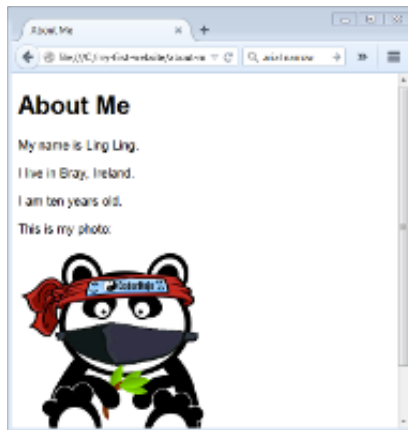 About Me
About Me
My name is Ling Ling.
I live in Bray, Ireland.
I am ten years old.
This is my photo:
CoderDojo